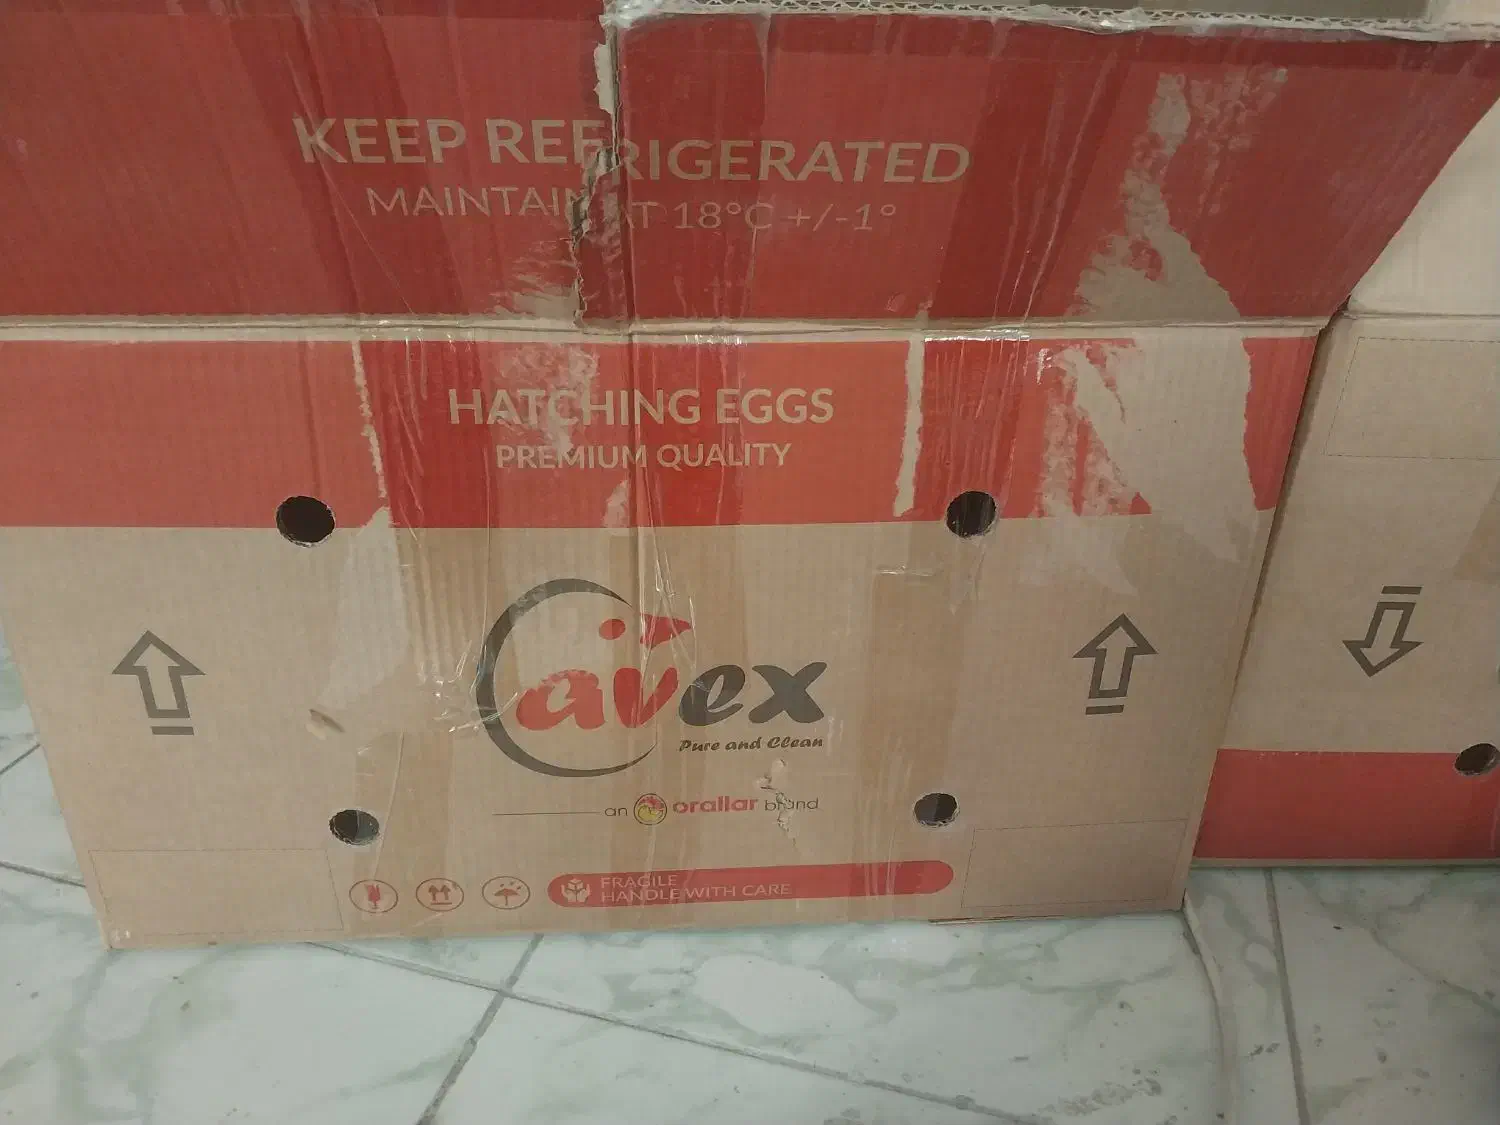 KEEP REFRIGERATED
MAINTAIN AT 18°C +/-1°
HATCHING EGGS
PREMIUM QUALITY
avex
Pure and Clean
an orallar brand
FRAGILE
HANDLE WITH CARE